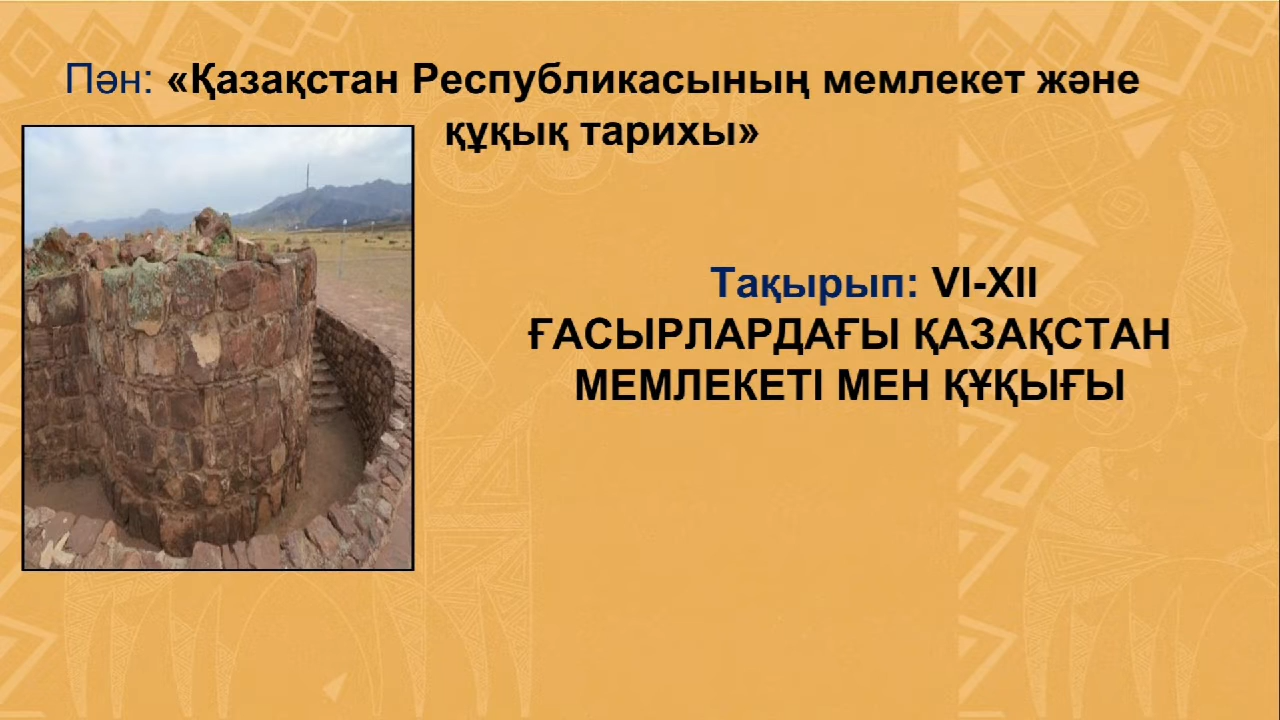 Пән: «Қазақстан Республикасының мемлекет және
құқық тарихы»
Тақырып: VI-XII
ҒАСЫРЛАРДАҒЫ ҚАЗАҚСТАН
МЕМЛЕКЕТІ МЕН ҚҰҚЫҒЫ